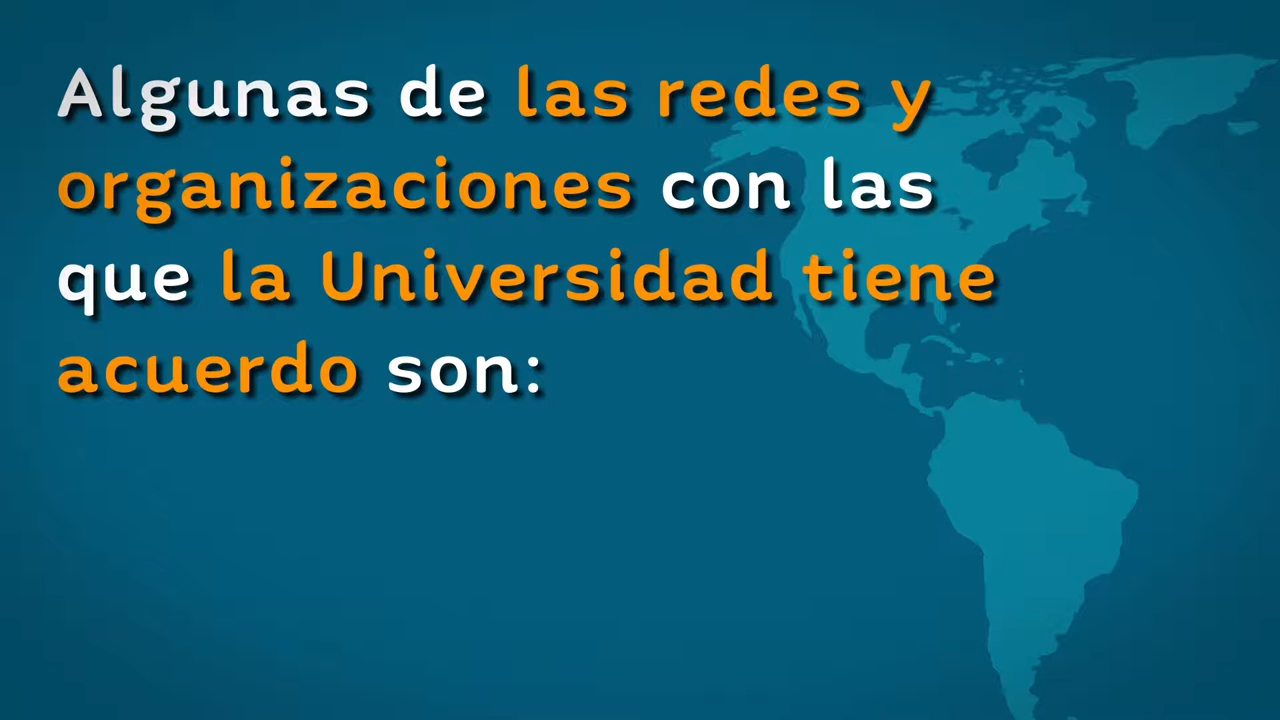 Algunas de las redes y
organizaciones con las
que la Universidad tiene
acuerdo son: